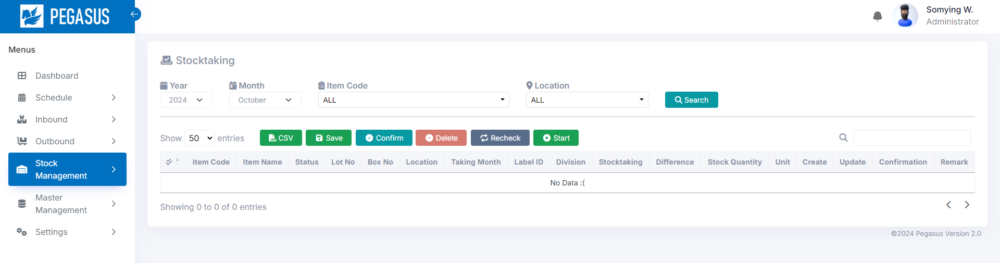 PEGASUS
Somying W.
Administrator
Menus
Dashboard
Schedule
Inbound
Outbound
Stock
Management
Master
Management
Settings
Stocktaking
Year Month Item Code Location
2024 October ALL ALL Search
Show 50 entries CSV Save Confirm Delete Recheck Start
Item Code Item Name Status Lot No Box No Location Taking Month Label ID Division Stocktaking Difference Stock Quantity Unit Create Update Confirmation Remark
No Data :(
Showing 0 to 0 of 0 entries
©2024 Pegasus Version 2.0